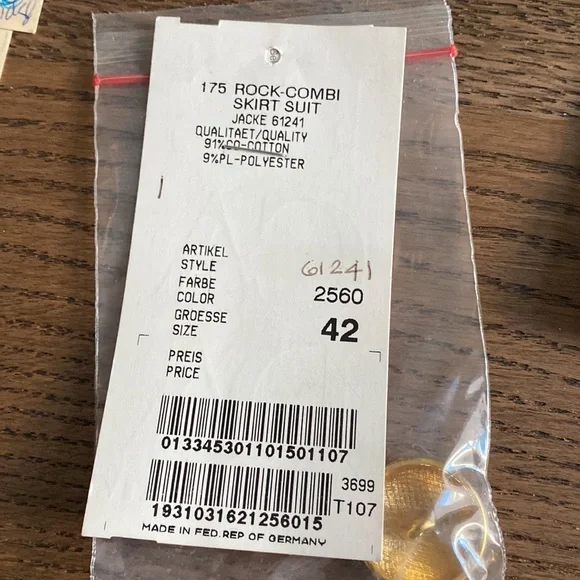 175 ROCK-COMBI
SKIRT SUIT
JACKE 61241
QUALITAET/QUALITY
91%CO-COTTON
9%PL-POLYESTER
ARTIKEL
STYLE 61241
FARBE
COLOR 2560
GROESSE
SIZE 42
PREIS
PRICE
013345301101501107
3699
T107
1931031621256015
MADE IN FED.REP OF GERMANY